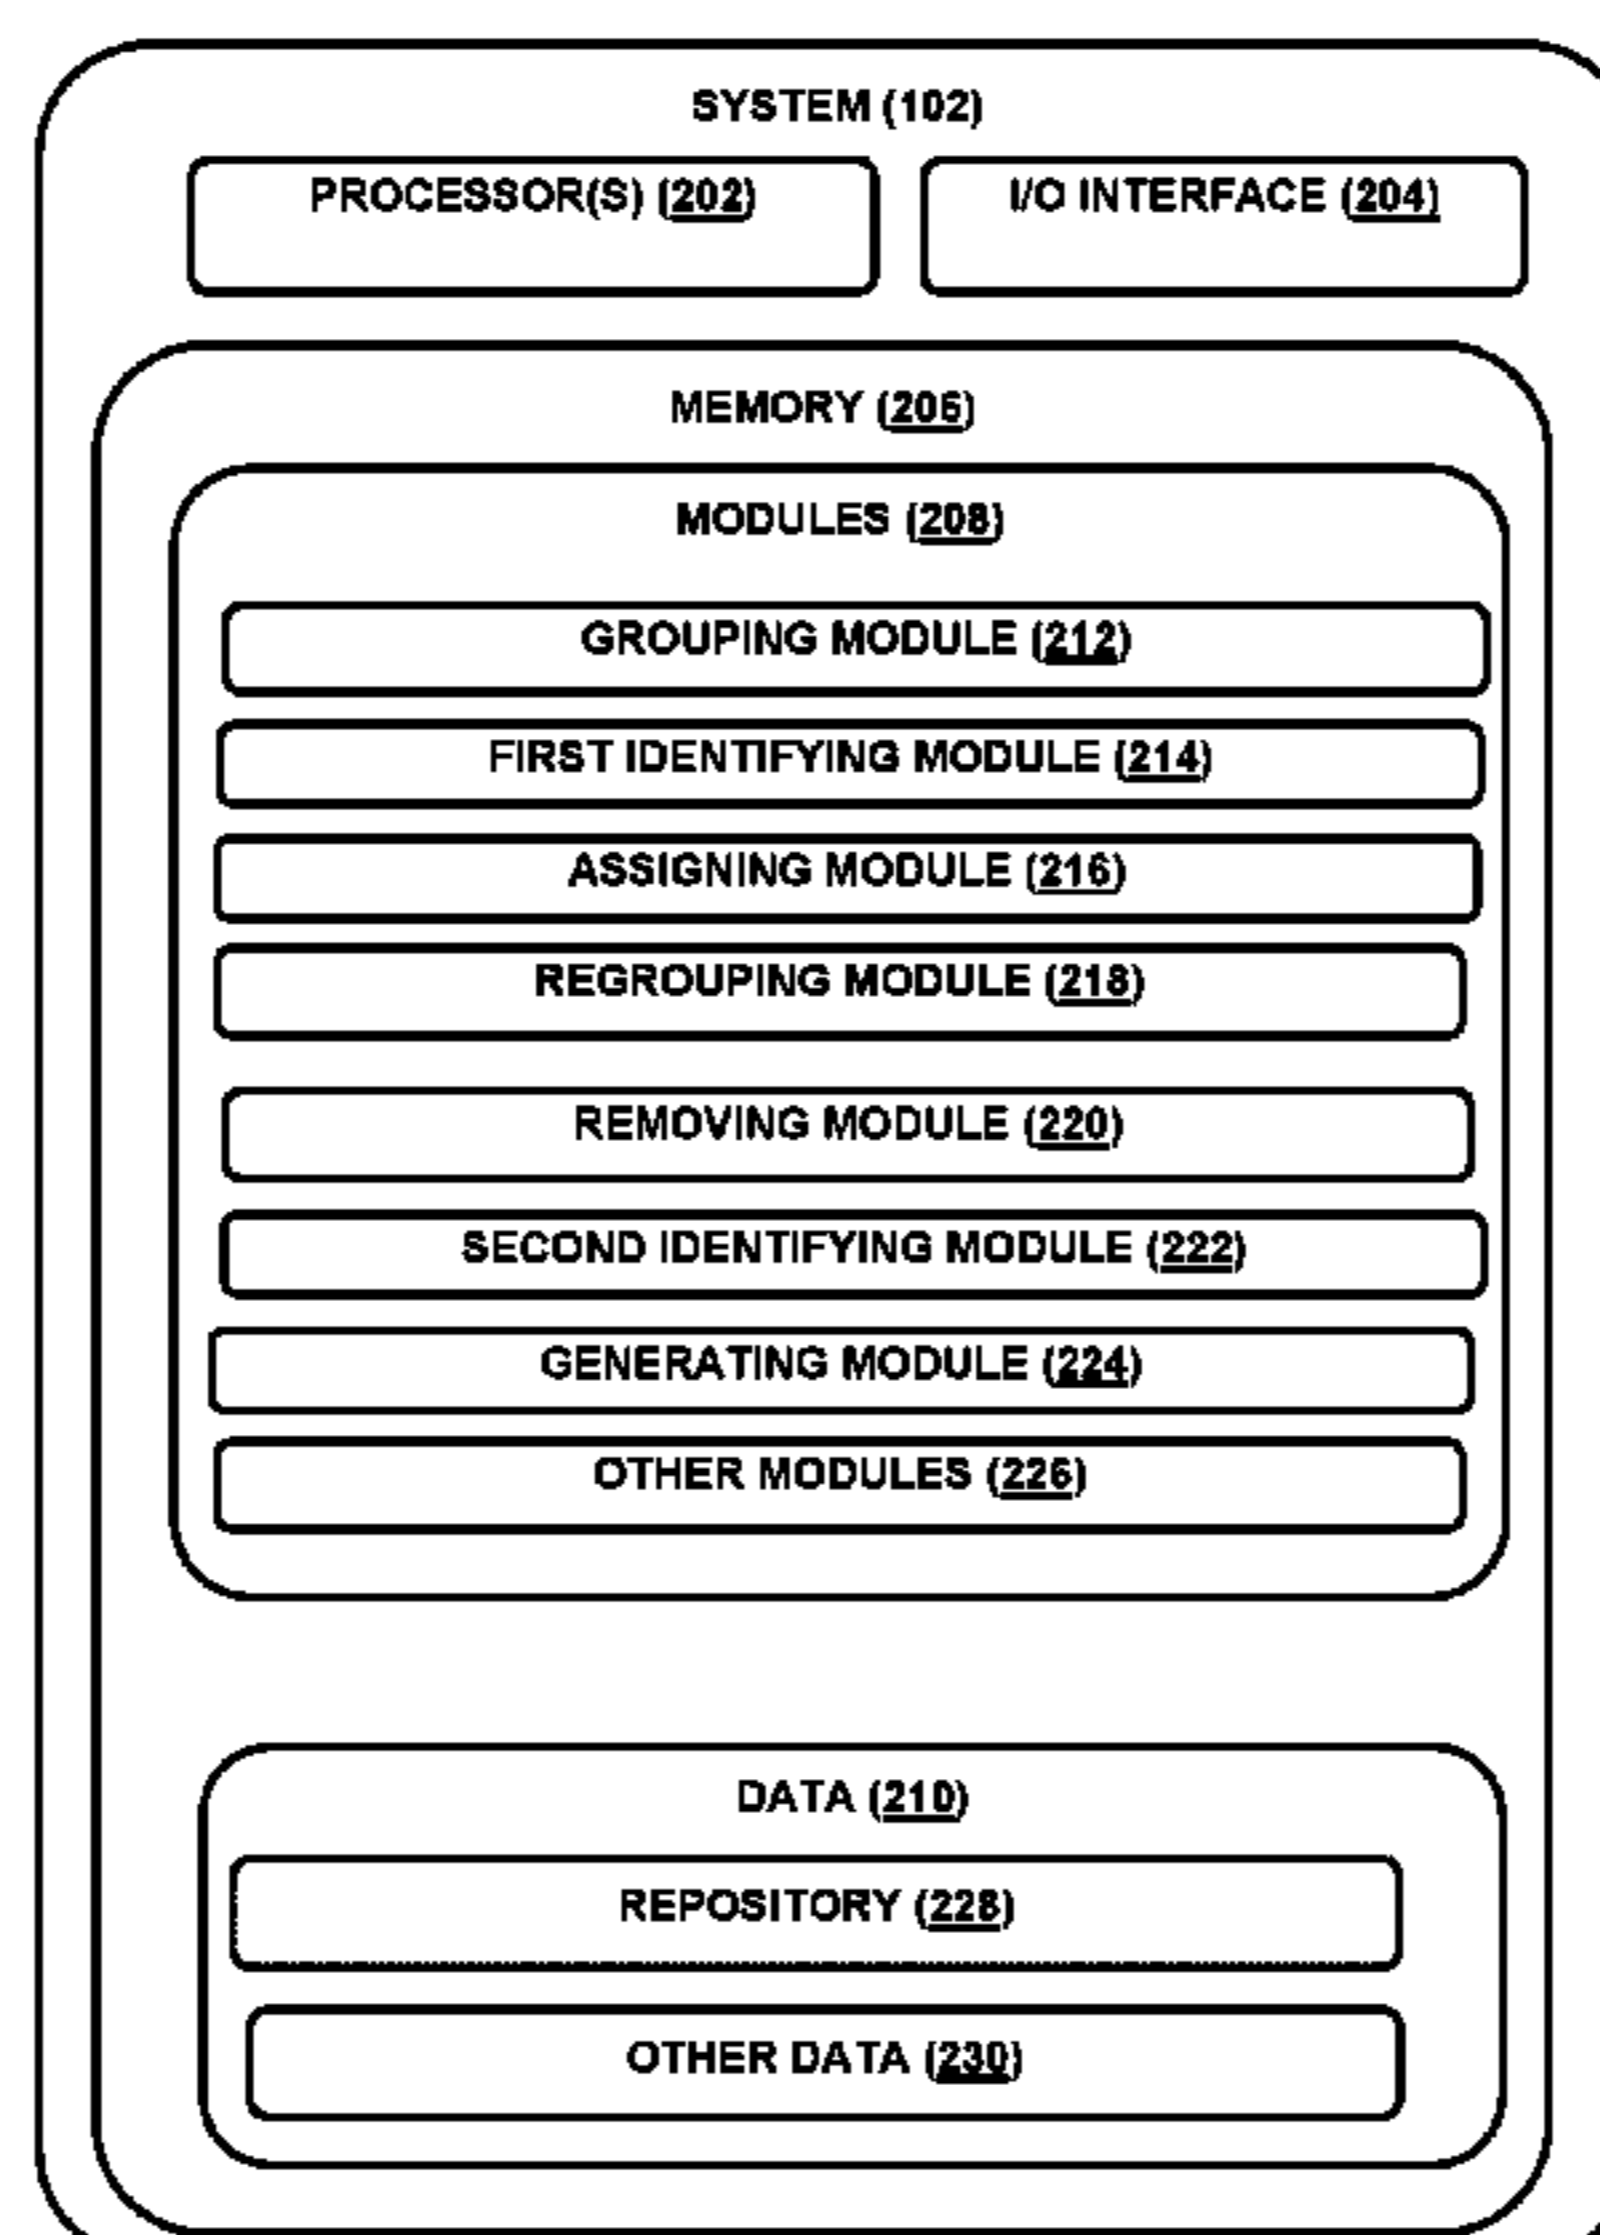 SYSTEM (102)
PROCESSOR(S) (202)
I/O INTERFACE (204)
MEMORY (206)
MODULES (208)
GROUPING MODULE (212)
FIRST IDENTIFYING MODULE (214)
ASSIGNING MODULE (216)
REGROUPING MODULE (218)
REMOVING MODULE (220)
SECOND IDENTIFYING MODULE (222)
GENERATING MODULE (224)
OTHER MODULES (226)
DATA (210)
REPOSITORY (228)
OTHER DATA (230)